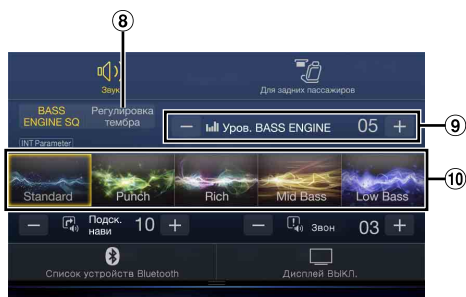 8
Звук
Для задних пассажиров
BASS ENGINE SQ
Регулировка тембра
INT Parameter
− Уров. BASS ENGINE 05 +
9
Standard Punch Rich Mid Bass Low Bass
10
− Подск. нави 10 +
− Звон 03 +
Список устройств Bluetooth
Дисплей ВЫКЛ.